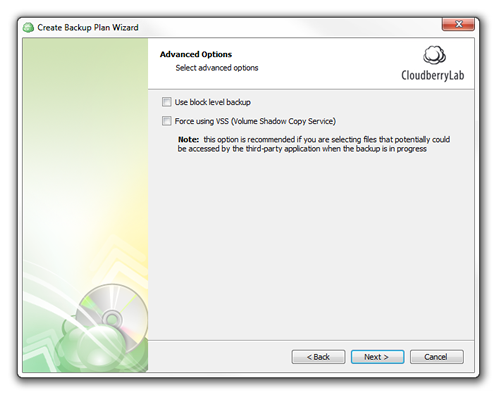 Create Backup Plan Wizard
Advanced Options
Select advanced options
CloudberryLab
Use block level backup
Force using VSS (Volume Shadow Copy Service)
Note: this option is recommended if you are selecting files that potentially could
be accessed by the third-party application when the backup is in progress
< Back
Next >
Cancel